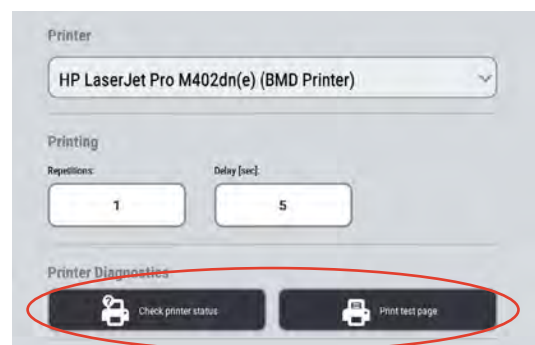 Printer
HP LaserJet Pro M402dn(e) (BMD Printer)
Printing
Repetitions: Delay [sec]:
1 5
Printer Diagnostics
Check printer status Print test page